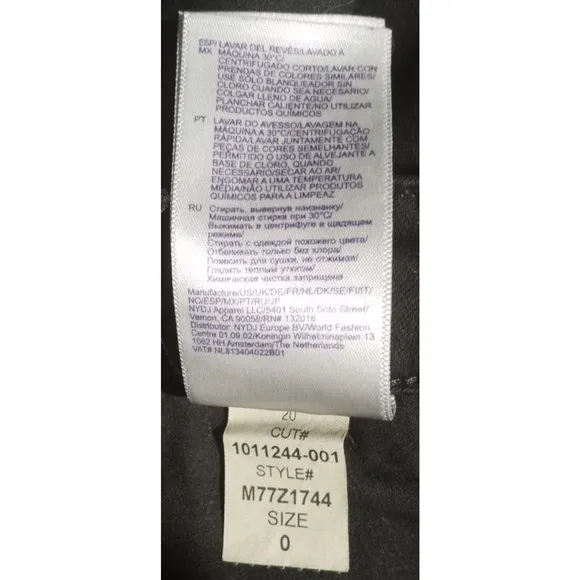 ESP/ LAVAR DEL REVÉS/LAVADO A
MX MÁQUINA 30°C/
CENTRIFUGADO CORTO/LAVAR CON
PRENDAS DE COLORES SIMILARES/
USE SÓLO BLANQUEADOR SIN
CLORO CUANDO SEA NECESARIO/
COLGAR LLENO DE AGUA/
PLANCHAR CALIENTE/NO UTILIZAR
PRODUCTOS QUÍMICOS
PT LAVAR DO AVESSO/LAVAGEM NA
MÁQUINA A 30°C/CENTRIFUGAÇÃO
RÁPIDA/LAVAR JUNTAMENTE COM
PEÇAS DE CORES SEMELHANTES/
PERMITIDO O USO DE ALVEJANTE A
BASE DE CLORO, QUANDO
NECESSÁRIO/SECAR AO AR/
ENGOMAR A UMA TEMPERATURA
MÉDIA/NÃO UTILIZAR PRODUTOS
QUÍMICOS PARA A LIMPEAZ
RU Стирать, вывернув наизнанку/
Машинная стирка при 30°C/
Выжимать в центрифуге в щадящем
режиме/
Стирать с одеждой похожего цвета/
Отбеливать только без хлора/
Повесить для сушки, не отжимая/
Гладить теплым утюгом/
Химическая чистка запрещена
Manufacture/US/UK/DE/FR/NL/DK/SE/FI/IT/
NO/ESP/MX/PT/RU/JP
NYDJ Apparel LLC/5401 South Soto Street/
Vernon, CA 90058/RN# 132016
Distributor: NYDJ Europe BV/World Fashion
Centre 01.09.02/Koningin Wilhelminaplein 13
1062 HH Amsterdam/The Netherlands
VAT# NL813404022B01
20
CUT#
1011244-001
STYLE#
M77Z1744
SIZE
0